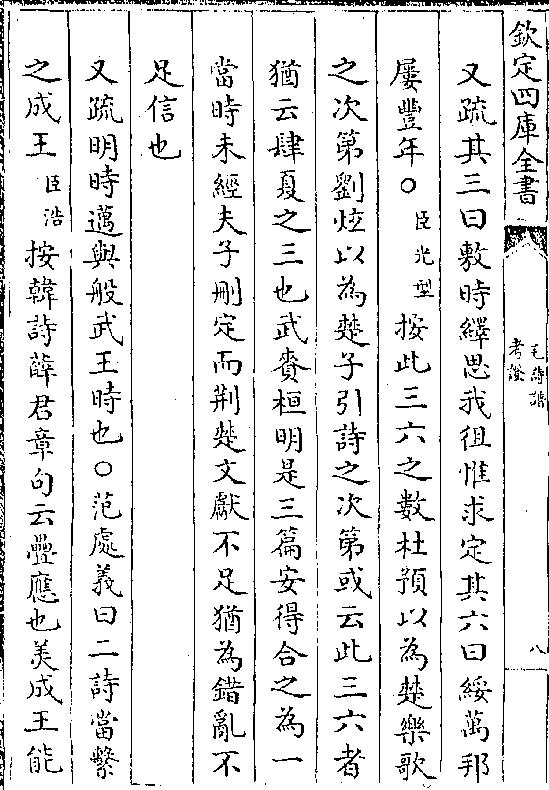 欽定四庫全書
毛詩譜考證
八
又疏其三曰敷時繹思我徂惟求定其六曰綏萬邦
屢豐年○臣光型按此三六之數杜預以為楚樂歌
之次第劉炫以為楚子引詩之次第或云此三六者
猶云肆夏之三也武賚桓明是三篇安得合之為一
當時未經夫子刪定而荆楚文獻不足猶為錯亂不
足信也
又疏明時邁與般武王時也○范處義曰二詩當繫
之成王臣浩按韓詩薛君章句云疊應也美成王能